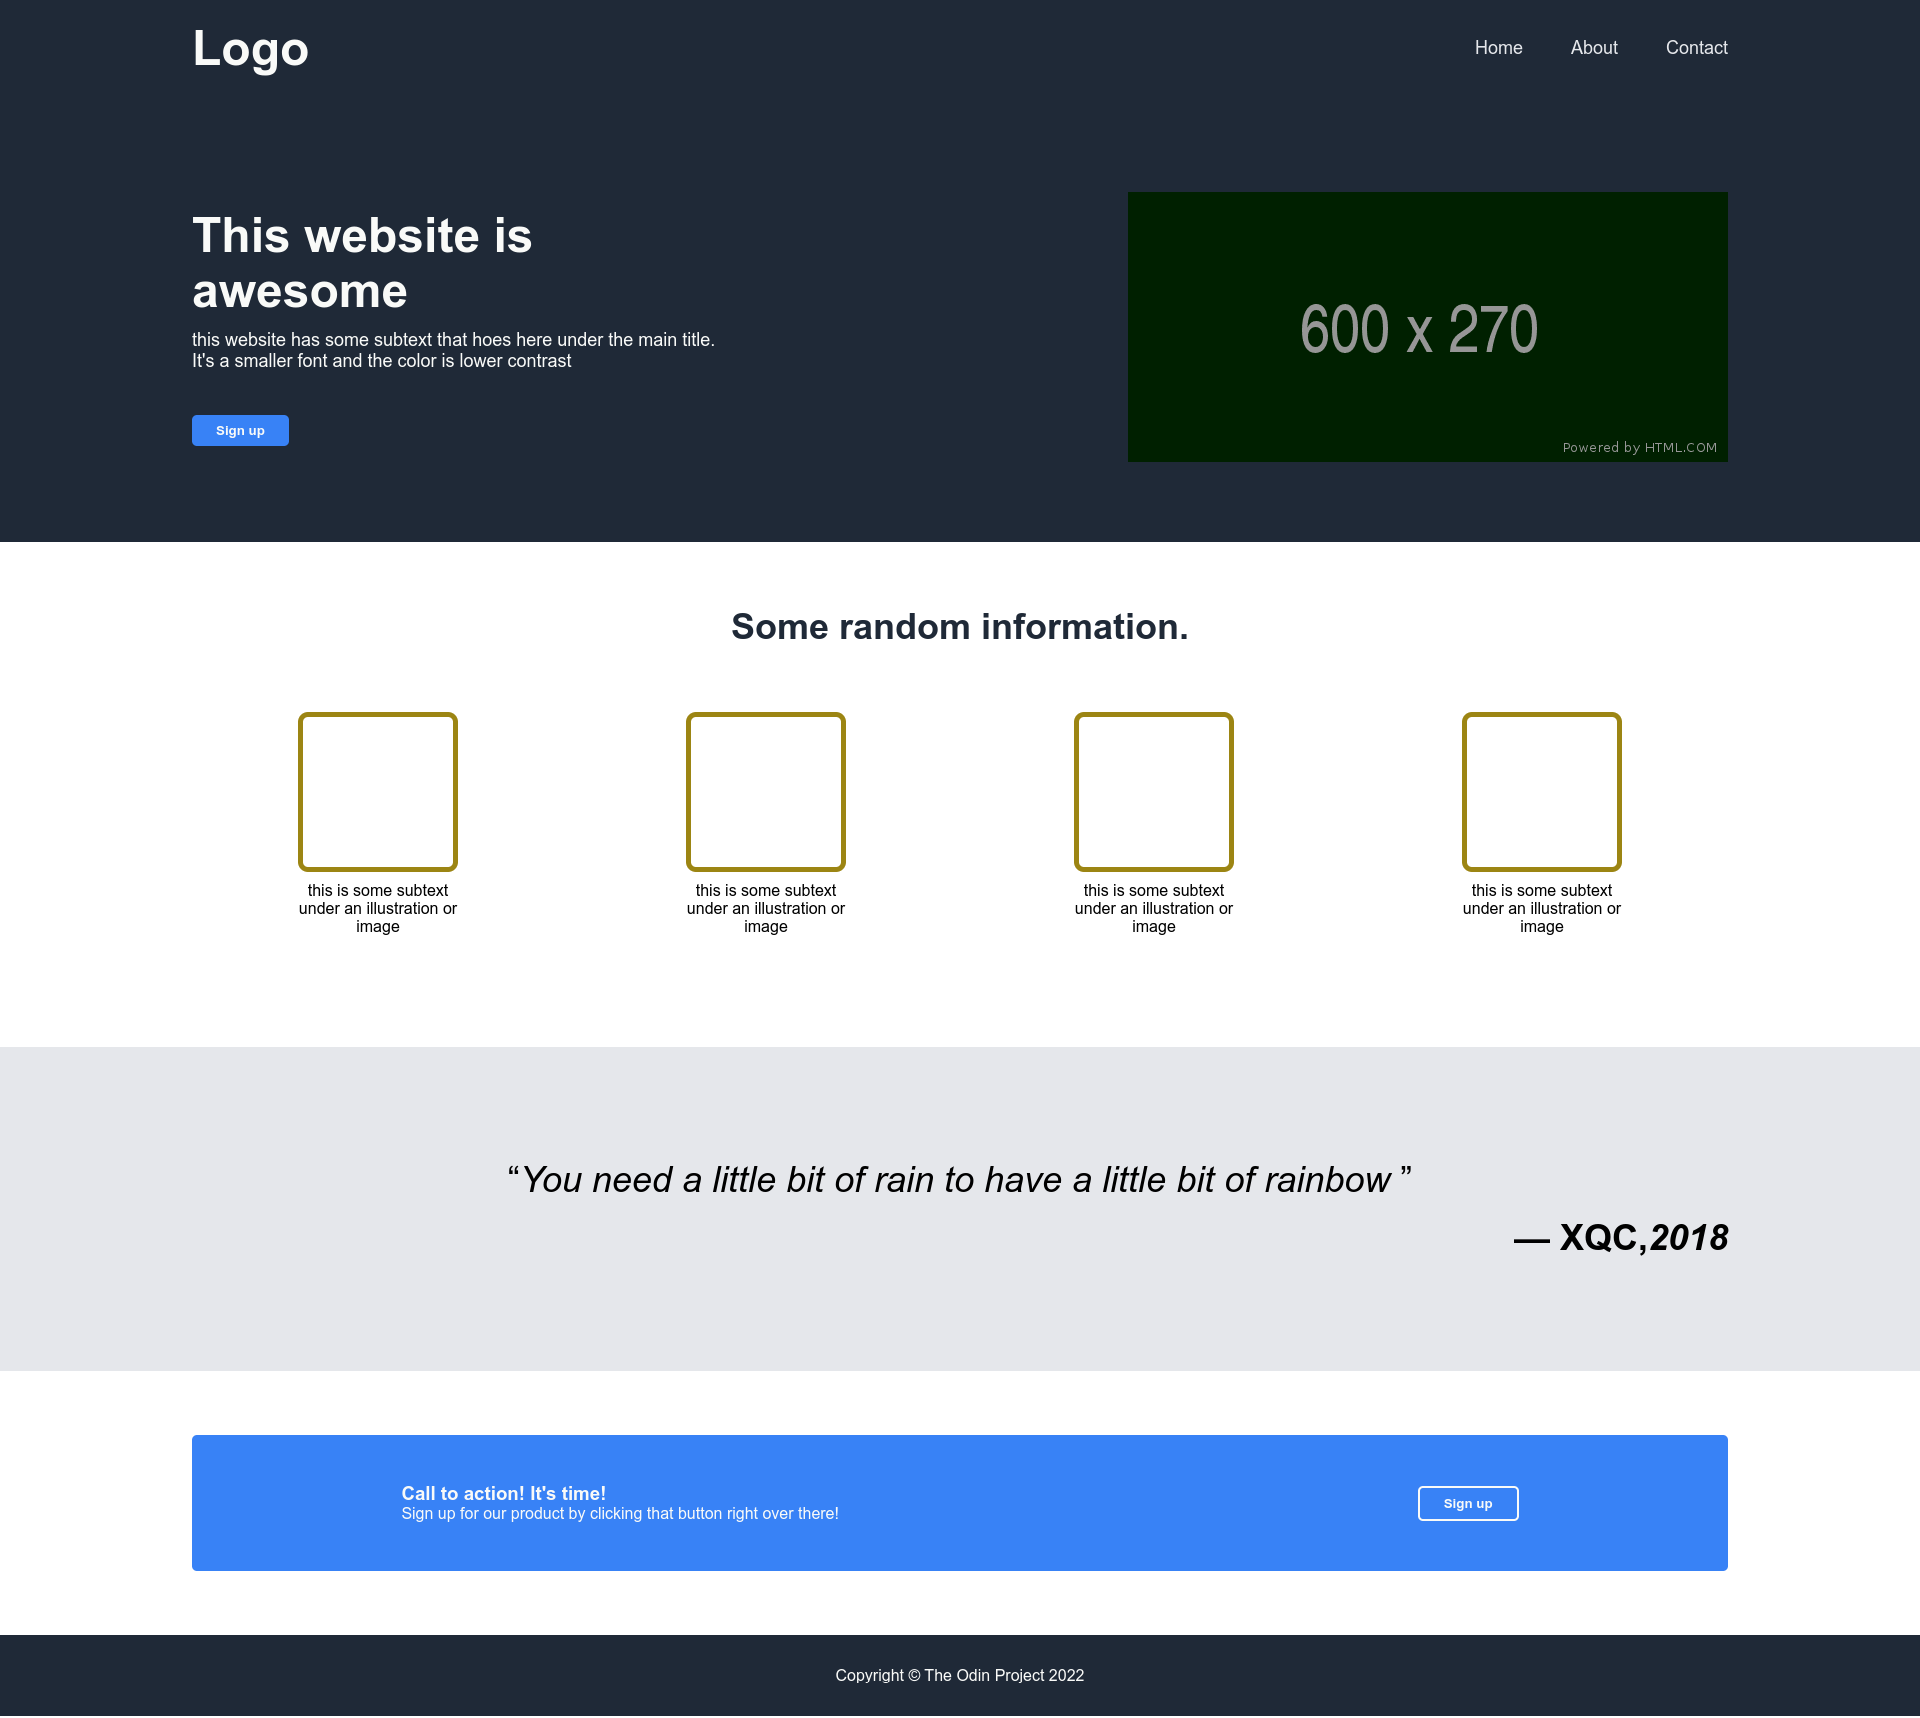 Logo
Home About Contact
This website is
awesome
this website has some subtext that hoes here under the main title.
It's a smaller font and the color is lower contrast
Sign up
600 x 270
Powered by HTML.COM
Some random information.
this is some subtext
under an illustration or
image
this is some subtext
under an illustration or
image
this is some subtext
under an illustration or
image
this is some subtext
under an illustration or
image
“You need a little bit of rain to have a little bit of rainbow ”
— XQC,2018
Call to action! It's time!
Sign up for our product by clicking that button right over there!
Sign up
Copyright © The Odin Project 2022